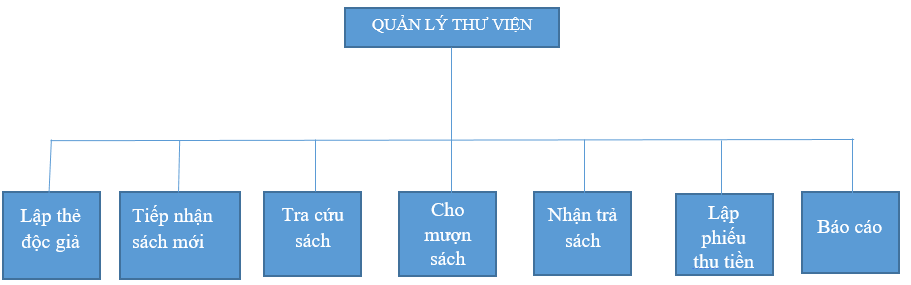 QUẢN LÝ THƯ VIỆN
Lập thẻ
độc giả
Tiếp nhận
sách mới
Tra cứu
sách
Cho
mượn
sách
Nhận trả
sách
Lập
phiếu
thu tiền
Báo cáo